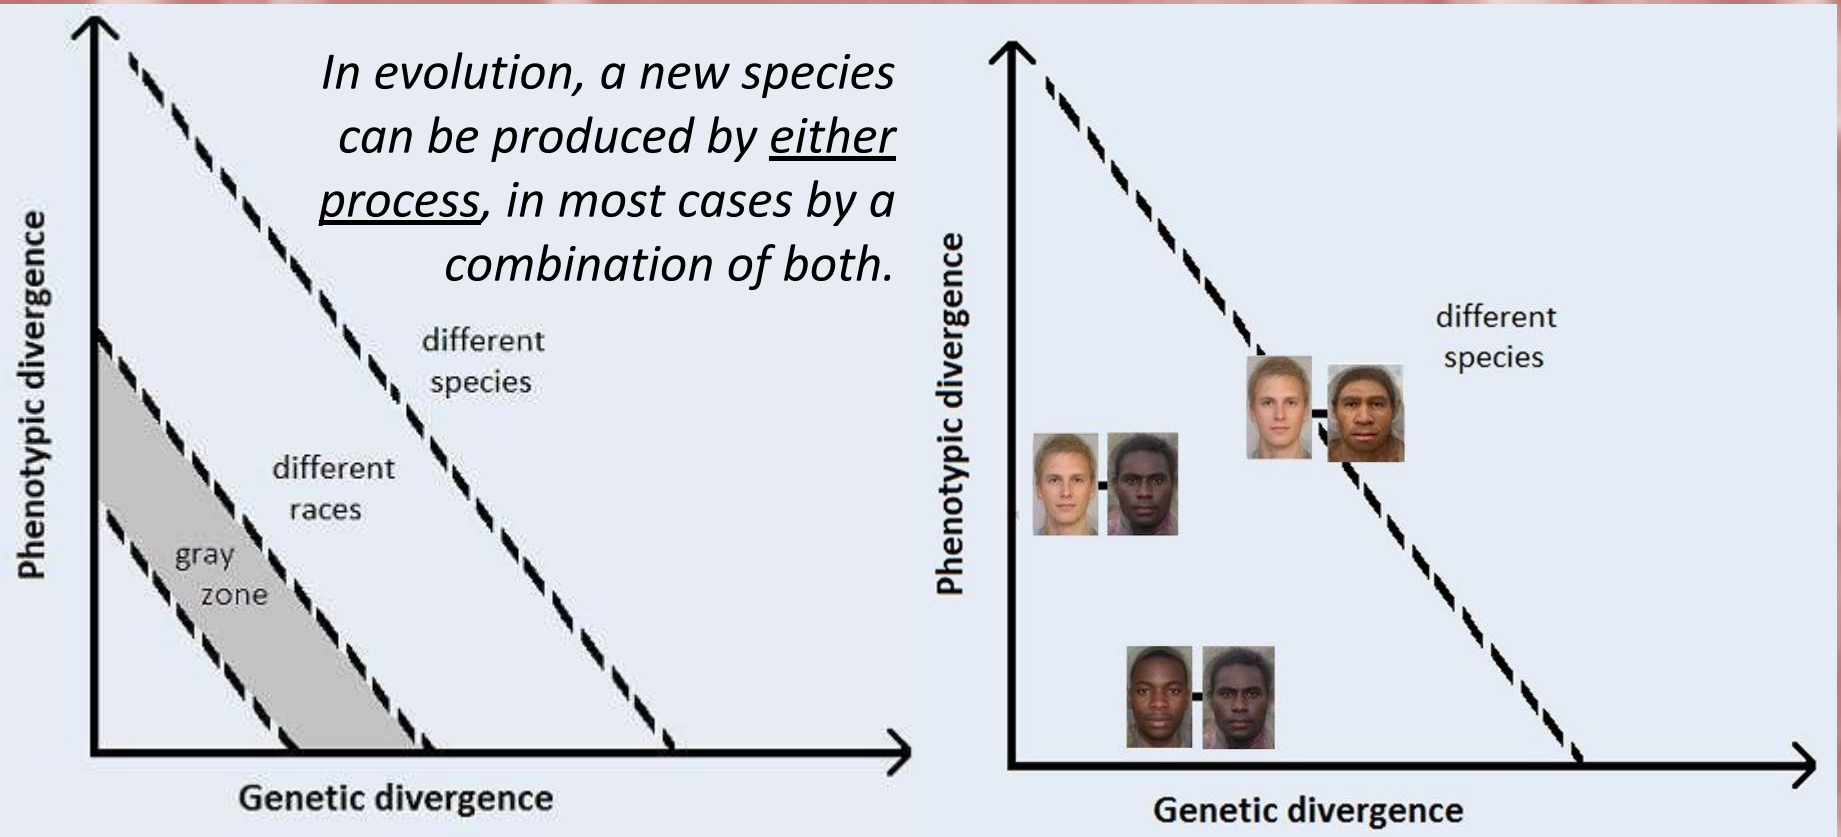 In evolution, a new species
can be produced by either
process, in most cases by a
combination of both.
Phenotypic divergence
different
species
different
races
gray
zone
Genetic divergence
Phenotypic divergence
different
species
Genetic divergence